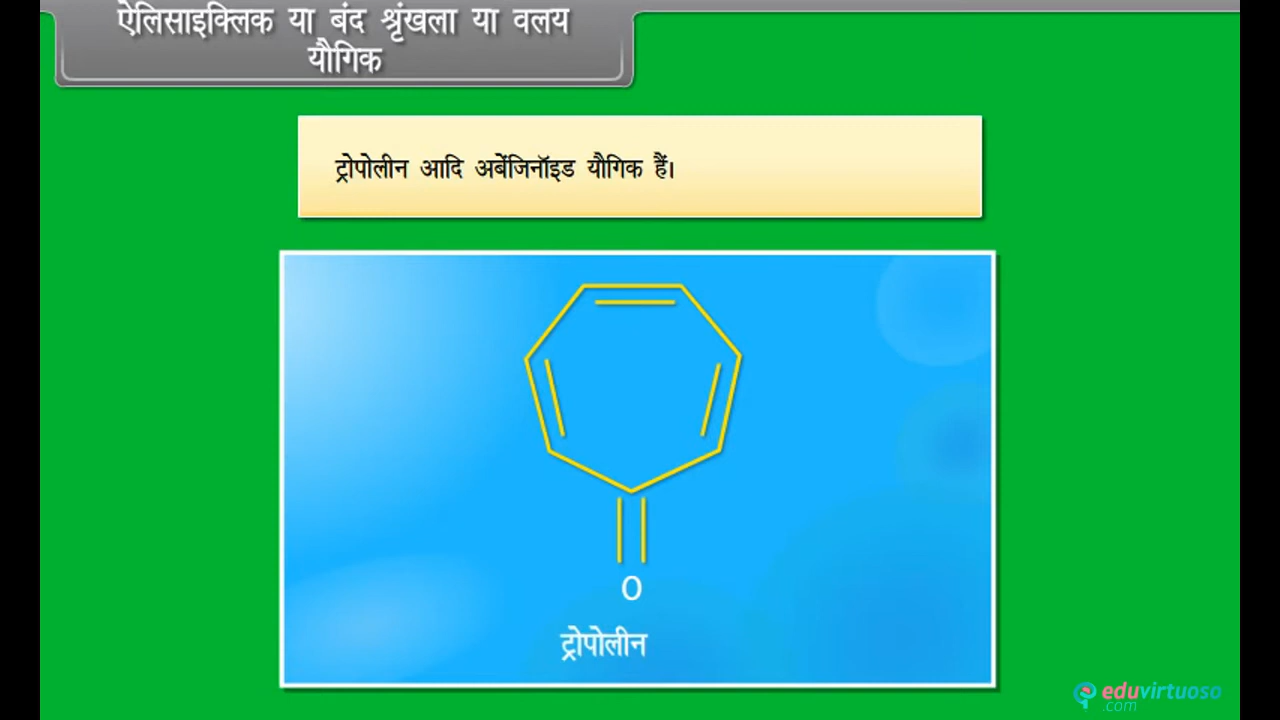 ऐलिसाइक्लिक या बंद श्रृंखला या वलय
यौगिक
ट्रोपोलीन आदि अबेंजिनॉइड यौगिक हैं।
O
ट्रोपोलीन
eduvirtuoso
.com